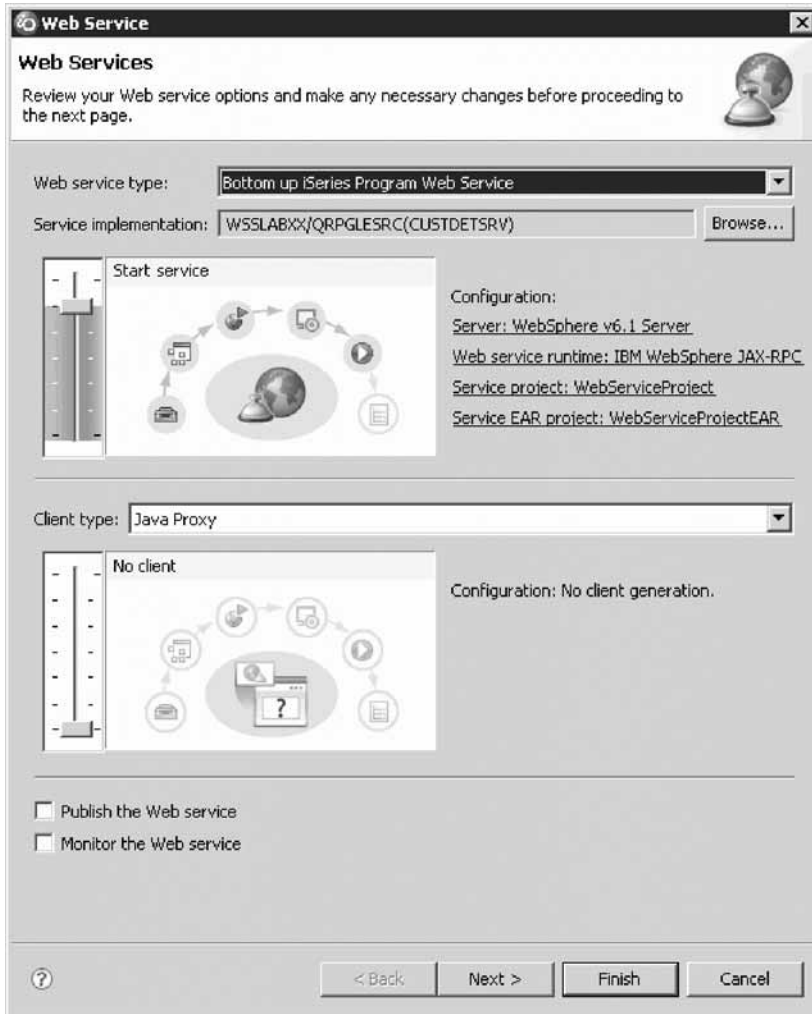 Web Service
Web Services
Review your Web service options and make any necessary changes before proceeding to
the next page.
Web service type:
Bottom up iSeries Program Web Service
Service implementation:
WSSLABXX/QRPGLESRC(CUSTDETSRV)
Browse...
Start service
Configuration:
Server: WebSphere v6.1 Server
Web service runtime: IBM WebSphere JAX-RPC
Service project: WebServiceProject
Service EAR project: WebServiceProjectEAR
Client type:
Java Proxy
No client
Configuration: No client generation.
?
Publish the Web service
Monitor the Web service
?
< Back
Next >
Finish
Cancel